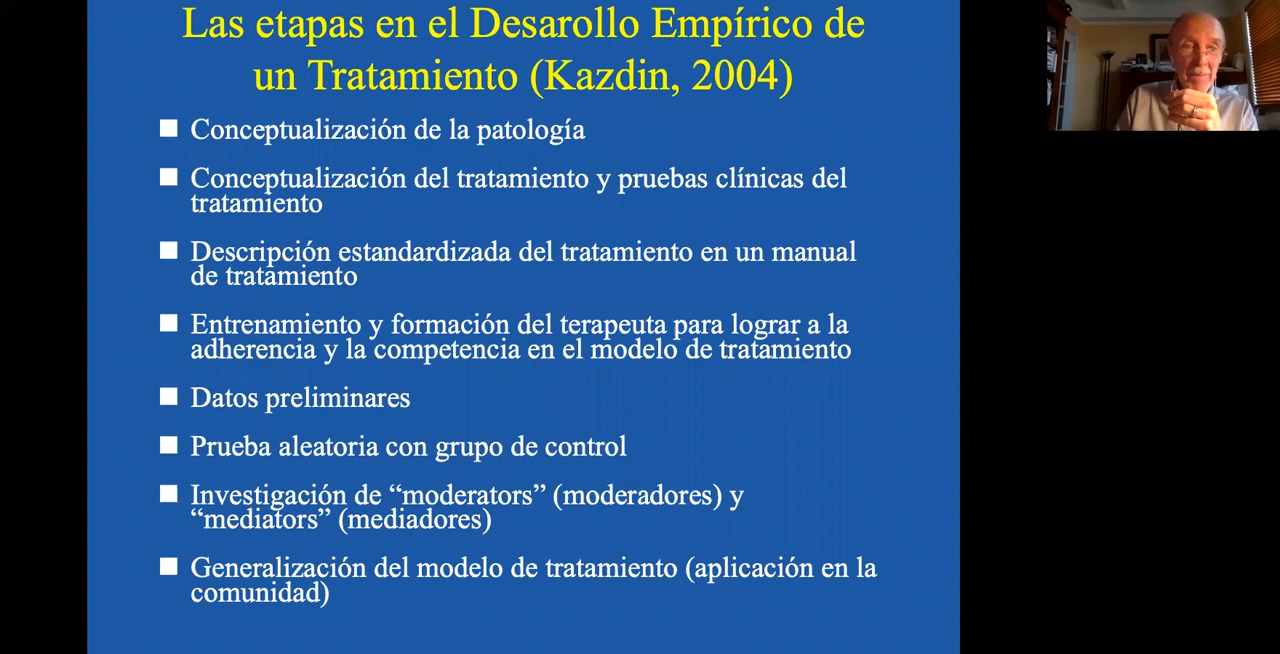 Las etapas en el Desarollo Empírico de
un Tratamiento (Kazdin, 2004)
Conceptualización de la patología
Conceptualización del tratamiento y pruebas clínicas del
tratamiento
Descripción estandardizada del tratamiento en un manual
de tratamiento
Entrenamiento y formación del terapeuta para lograr a la
adherencia y la competencia en el modelo de tratamiento
Datos preliminares
Prueba aleatoria con grupo de control
Investigación de “moderators” (moderadores) y
“mediators” (mediadores)
Generalización del modelo de tratamiento (aplicación en la
comunidad)